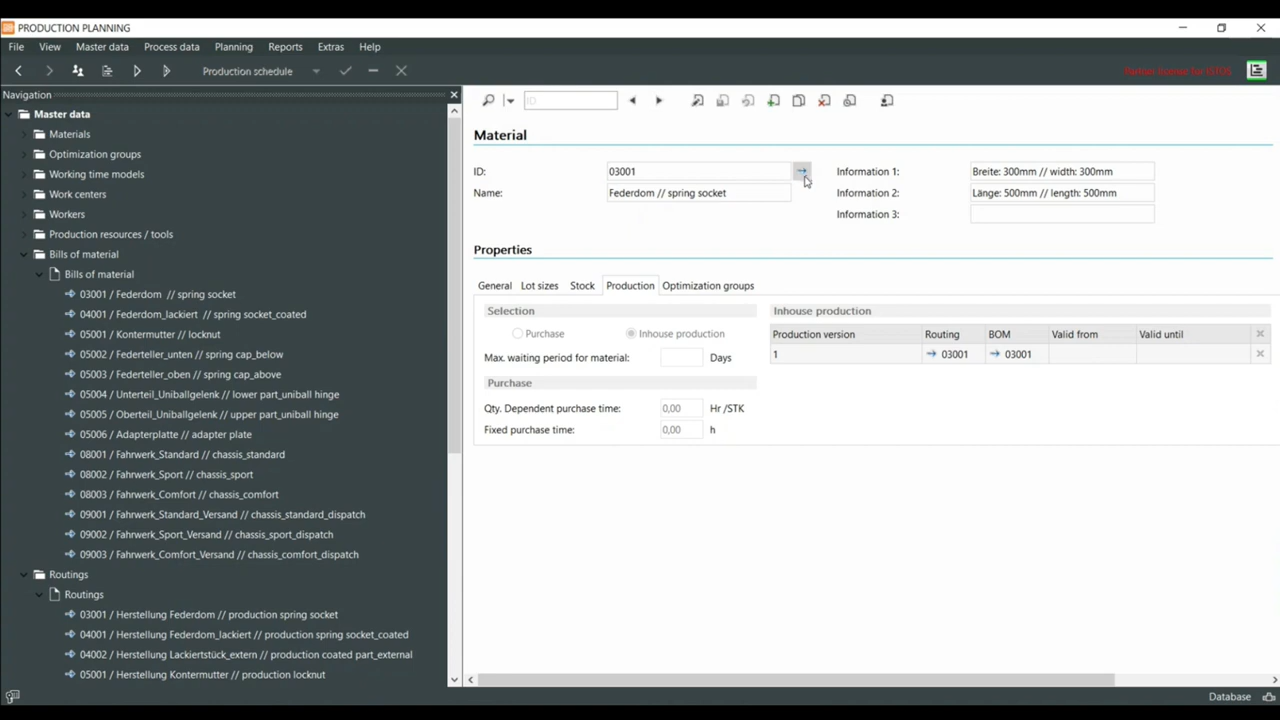 PRODUCTION PLANNING
File View Master data Process data Planning Reports Extras Help
Production schedule
Partner license for ISTOS
Navigation
Master data
Materials
Optimization groups
Working time models
Work centers
Workers
Production resources / tools
Bills of material
Bills of material
03001 / Federdom // spring socket
04001 / Federdom_lackiert // spring socket_coated
05001 / Kontermutter // locknut
05002 / Federteller_unten // spring cap_below
05003 / Federteller_oben // spring cap_above
05004 / Unterteil_Uniballgelenk // lower part_uniball hinge
05005 / Oberteil_Uniballgelenk // upper part_uniball hinge
05006 / Adapterplatte // adapter plate
08001 / Fahrwerk_Standard // chassis_standard
08002 / Fahrwerk_Sport // chassis_sport
08003 / Fahrwerk_Comfort // chassis_comfort
09001 / Fahrwerk_Standard_Versand // chassis_standard_dispatch
09002 / Fahrwerk_Sport_Versand // chassis_sport_dispatch
09003 / Fahrwerk_Comfort_Versand // chassis_comfort_dispatch
Routings
Routings
03001 / Herstellung Federdom // production spring socket
04001 / Herstellung Federdom_lackiert // production spring socket_coated
04002 / Herstellung Lackiertstück_extern // production coated part_external
05001 / Herstellung Kontermutter // production locknut
ID
Material
ID: 03001 Information 1: Breite: 300mm // width: 300mm
Name: Federdom // spring socket Information 2: Länge: 500mm // length: 500mm
Information 3:
Properties
General Lot sizes Stock Production Optimization groups
Selection Inhouse production
Purchase Inhouse production Production version Routing BOM Valid from Valid until
Max. waiting period for material: Days 1 03001 03001
Purchase
Qty. Dependent purchase time: 0,00 Hr /STK
Fixed purchase time: 0,00 h
Database